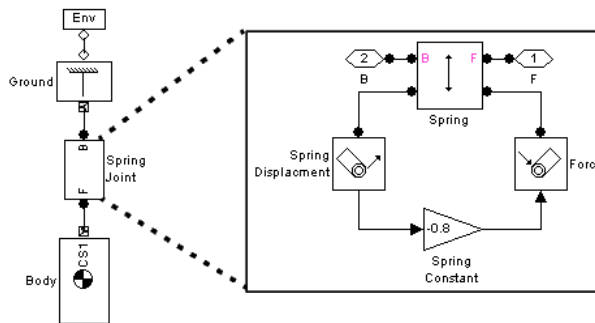 Env
Ground
B
Spring
Joint
F
CS1
Body
2
B
F
1
B
F
Spring
Spring
Displacment
Forc
-0.8
Spring
Constant